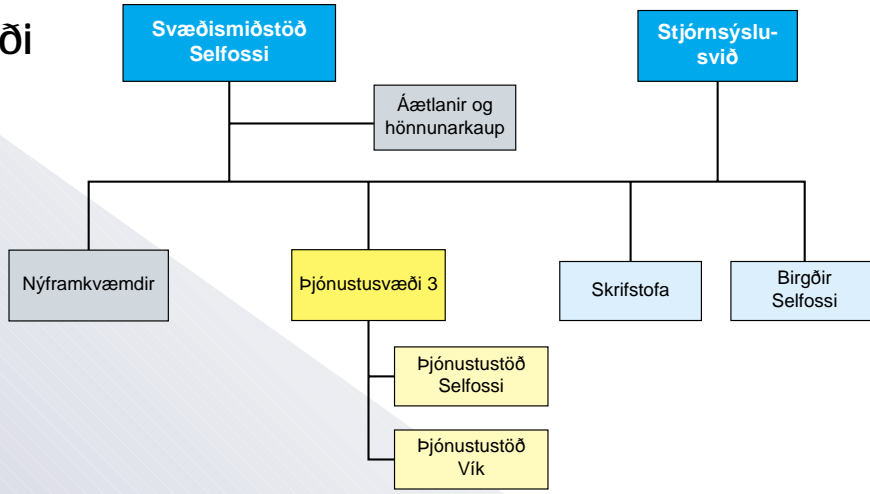 ði
Svæðismiðstöð
Selfossi
Stjórnsýslu-
svið
Áætlanir og
hönnunarkaup
Nýframkvæmdir
Þjónustusvæði 3
Skrifstofa
Birgðir
Selfossi
Þjónustustöð
Selfossi
Þjónustustöð
Vík